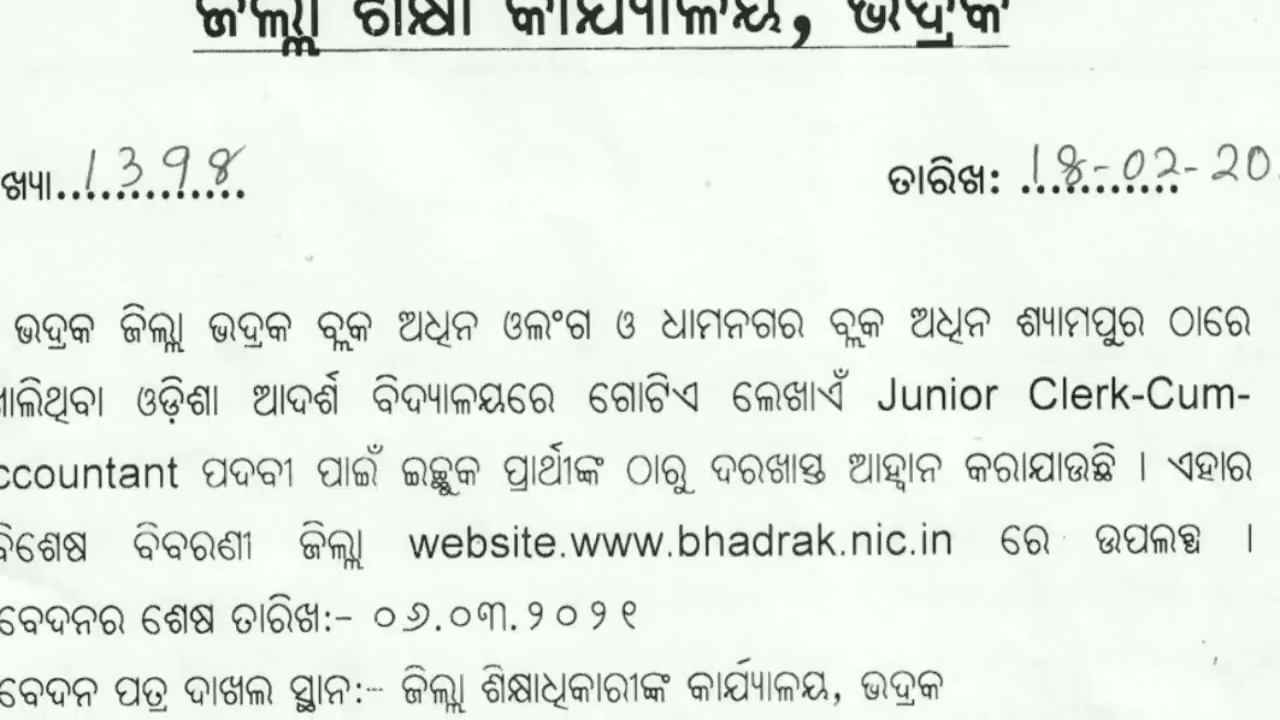 ଜିଲ୍ଲା ଶିକ୍ଷା କାର୍ଯ୍ୟାଳୟ, ଭଦ୍ରକ
ଖ୍ୟା.............1398 ତାରିଖ: ...........18-02-20
ଭଦ୍ରକ ଜିଲ୍ଲା ଭଦ୍ରକ ବ୍ଲକ ଅଧିନ ଓଲଂଗ ଓ ଧାମନଗର ବ୍ଲକ ଅଧିନ ଶ୍ୟାମପୁର ଠାରେ
ଖାଲିଥିବା ଓଡ଼ିଶା ଆଦର୍ଶ ବିଦ୍ୟାଳୟରେ ଗୋଟିଏ ଲେଖାଏଁ Junior Clerk-Cum-
ccountant ପଦବୀ ପାଇଁ ଇଚ୍ଛୁକ ପ୍ରାର୍ଥୀଙ୍କ ଠାରୁ ଦରଖାସ୍ତ ଆହ୍ୱାନ କରାଯାଉଛି । ଏହାର
ବିଶେଷ ବିବରଣୀ ଜିଲ୍ଲା website.www.bhadrak.nic.in ରେ ଉପଲବ୍ଧ ।
ବେଦନର ଶେଷ ତାରିଖ:- ୦୬.୦୩.୨୦୨୧
ବେଦନ ପତ୍ର ଦାଖଲ ସ୍ଥାନ:- ଜିଲ୍ଲା ଶିକ୍ଷାଧିକାରୀଙ୍କ କାର୍ଯ୍ୟାଳୟ, ଭଦ୍ରକ